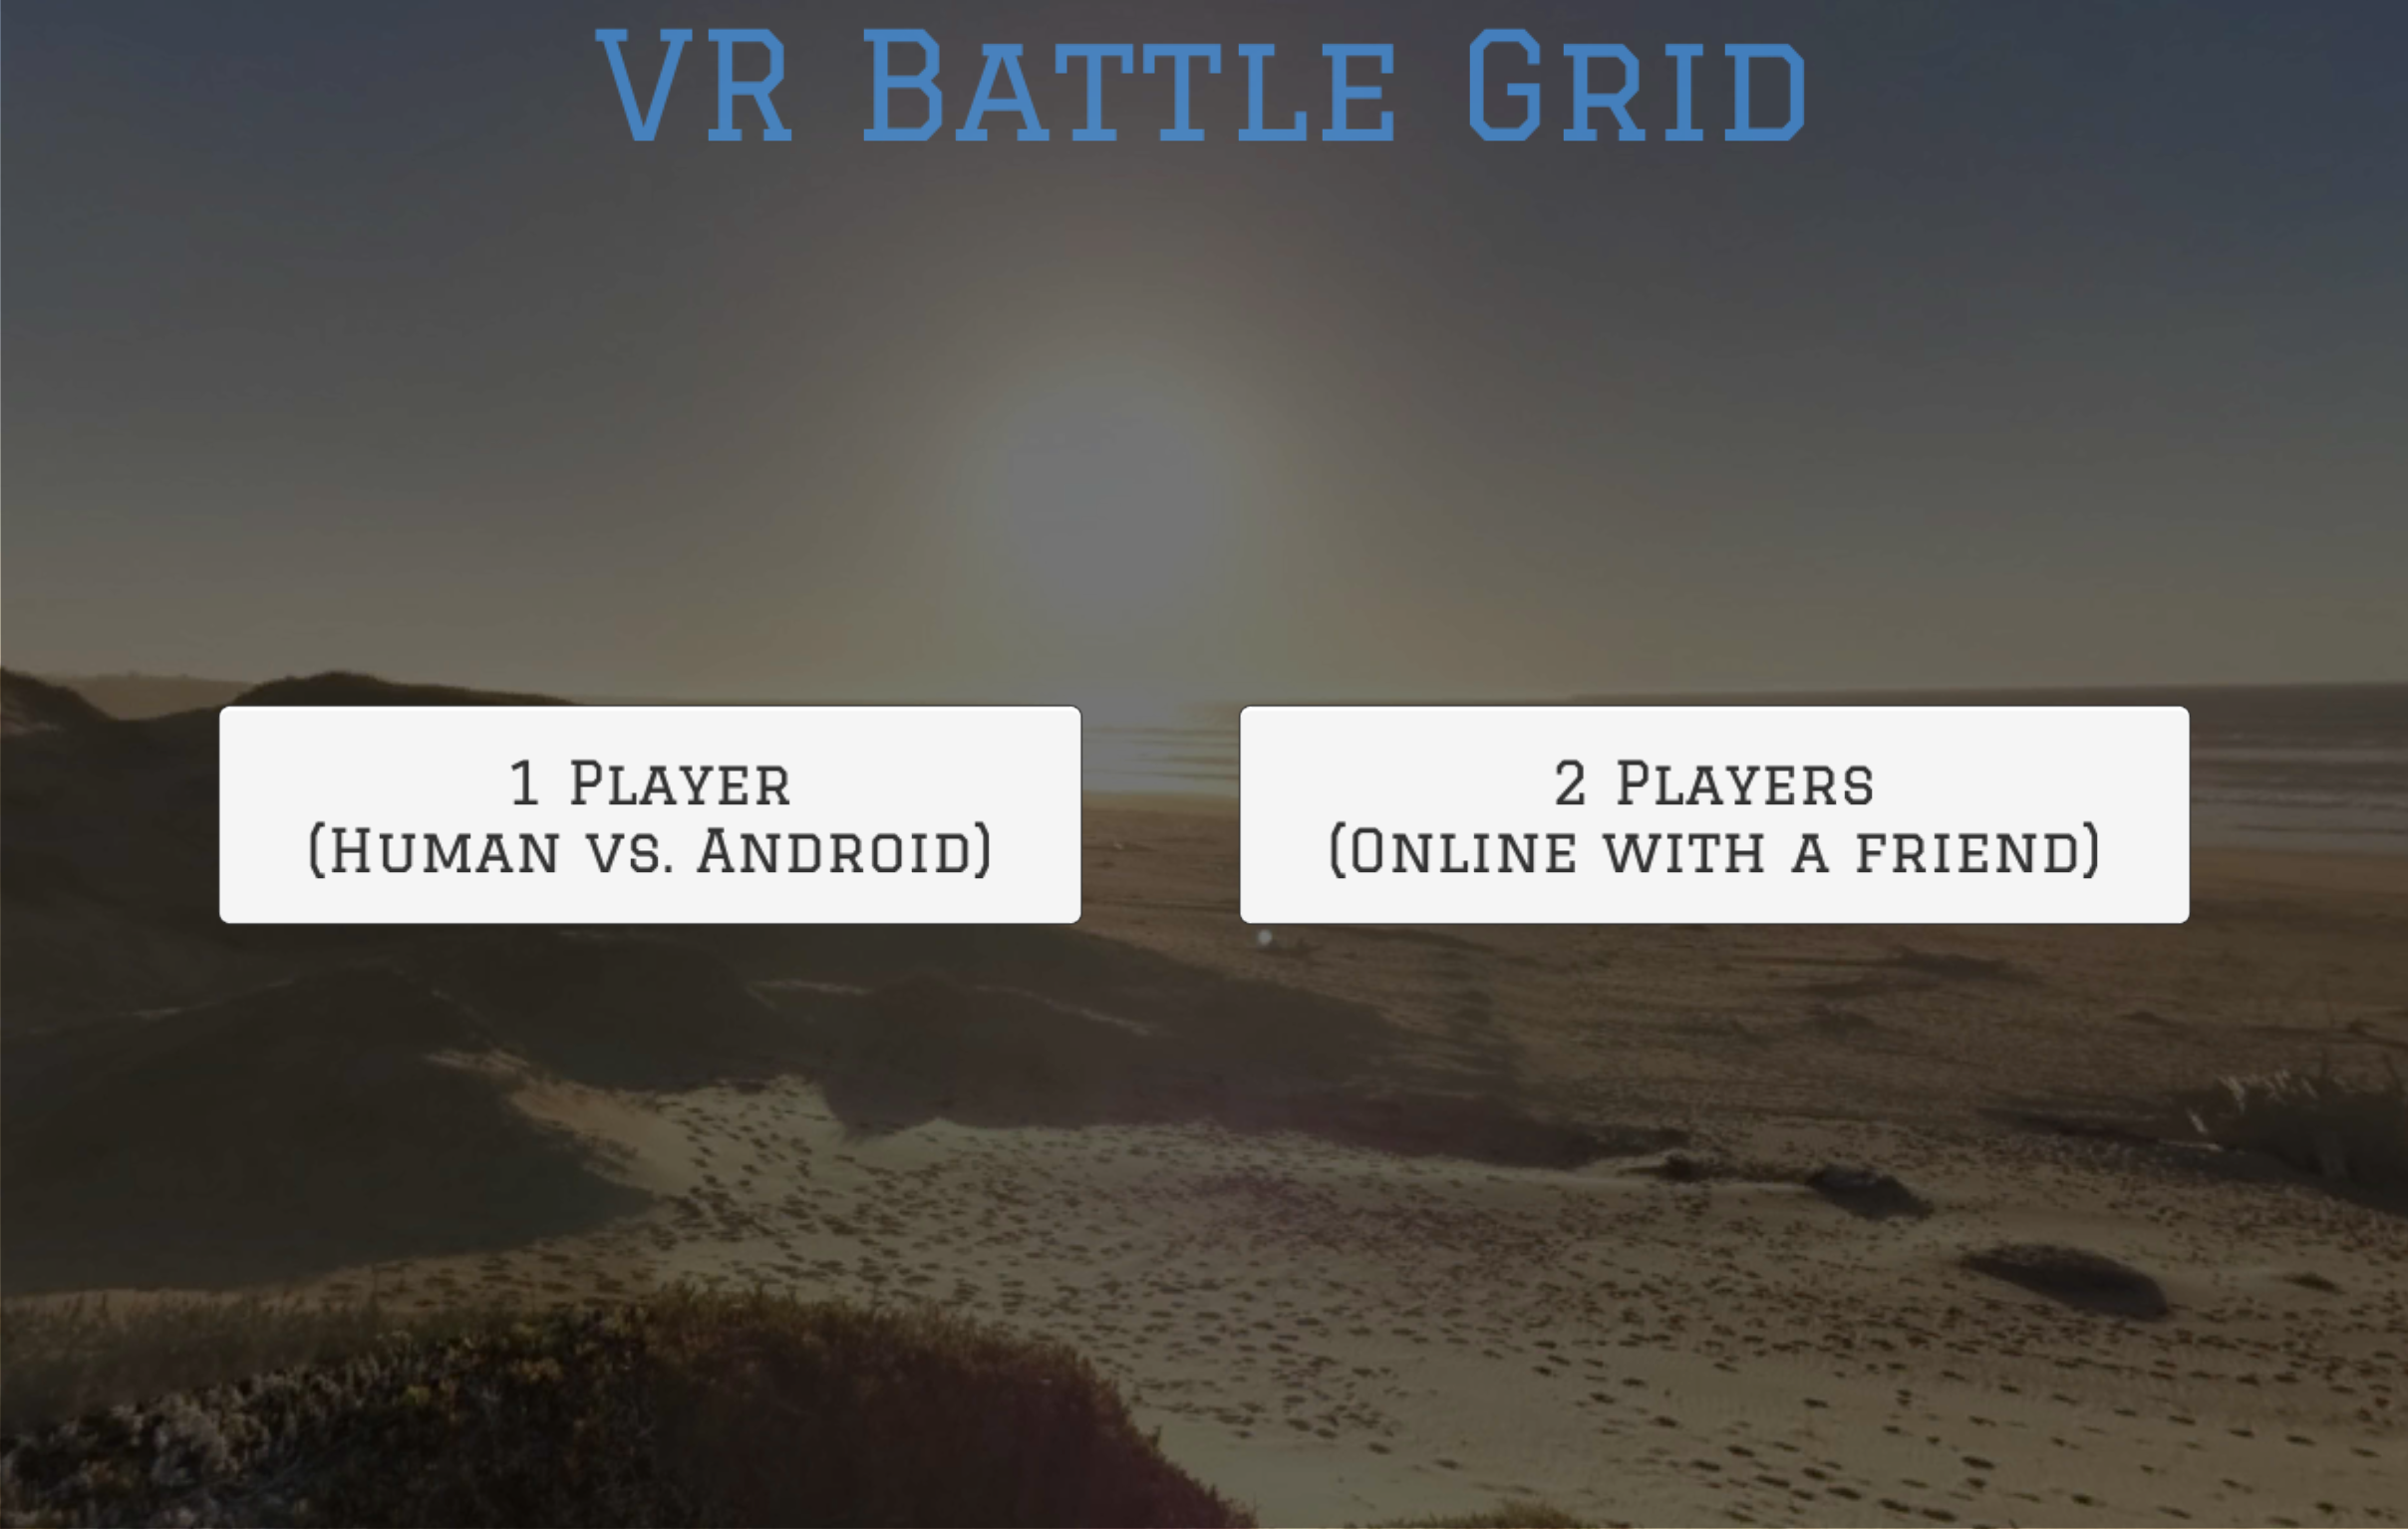 VR Battle Grid
1 Player
(Human vs. Android)
2 Players
(Online with a friend)